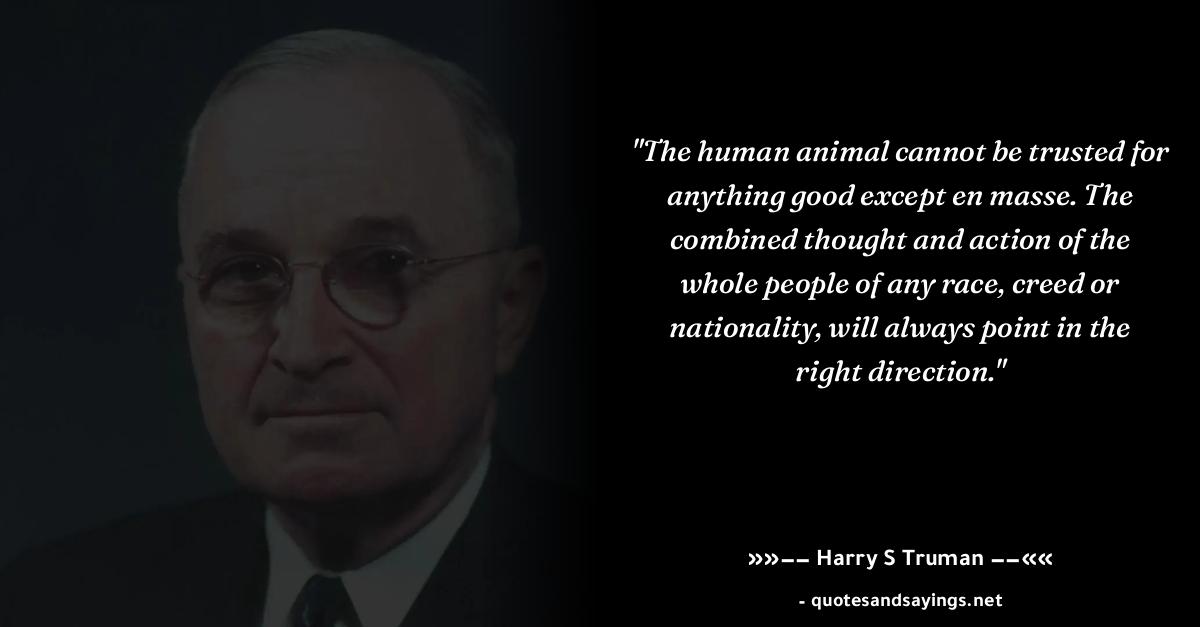 "The human animal cannot be trusted for
anything good except en masse. The
combined thought and action of the
whole people of any race, creed or
nationality, will always point in the
right direction."
»»–– Harry S Truman ––««
- quotesandsayings.net